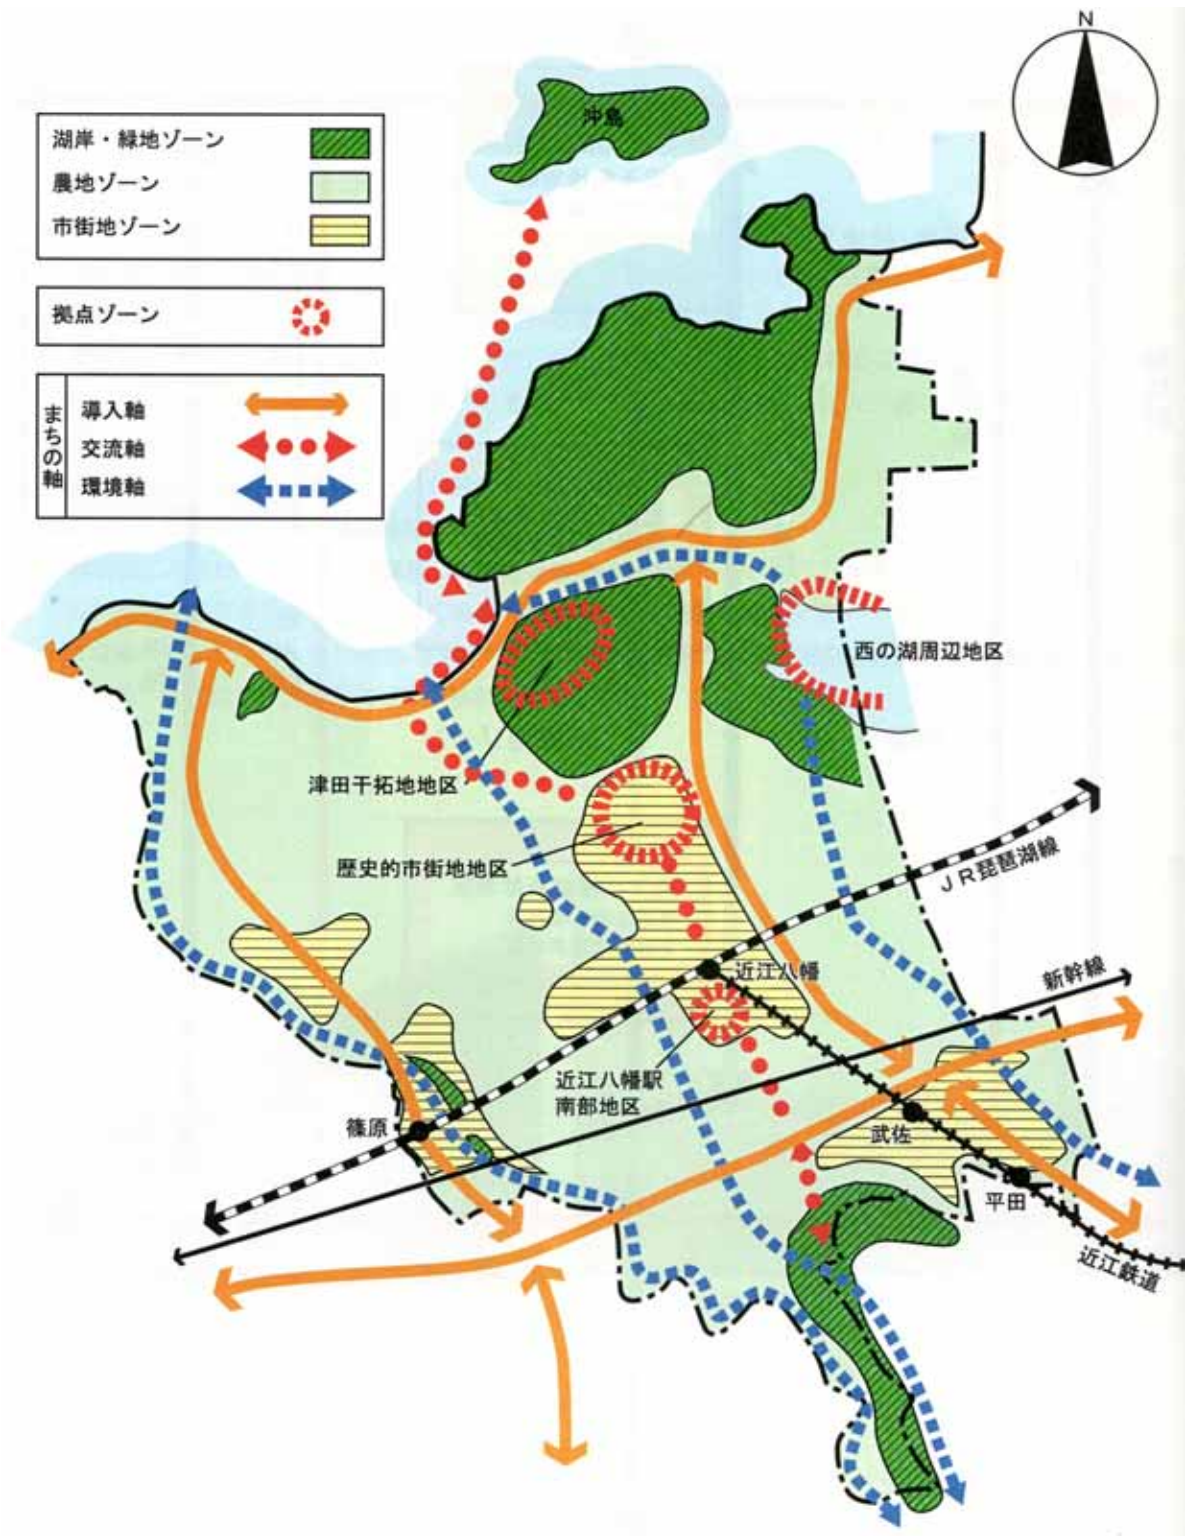 N
沖島
湖岸・緑地ゾーン
農地ゾーン
市街地ゾーン
拠点ゾーン
まちの軸
導入軸
交流軸
環境軸
西の湖周辺地区
津田干拓地地区
歴史的市街地地区
JR琵琶湖線
近江八幡
新幹線
近江八幡駅
南部地区
篠原
武佐
平田
近江鉄道